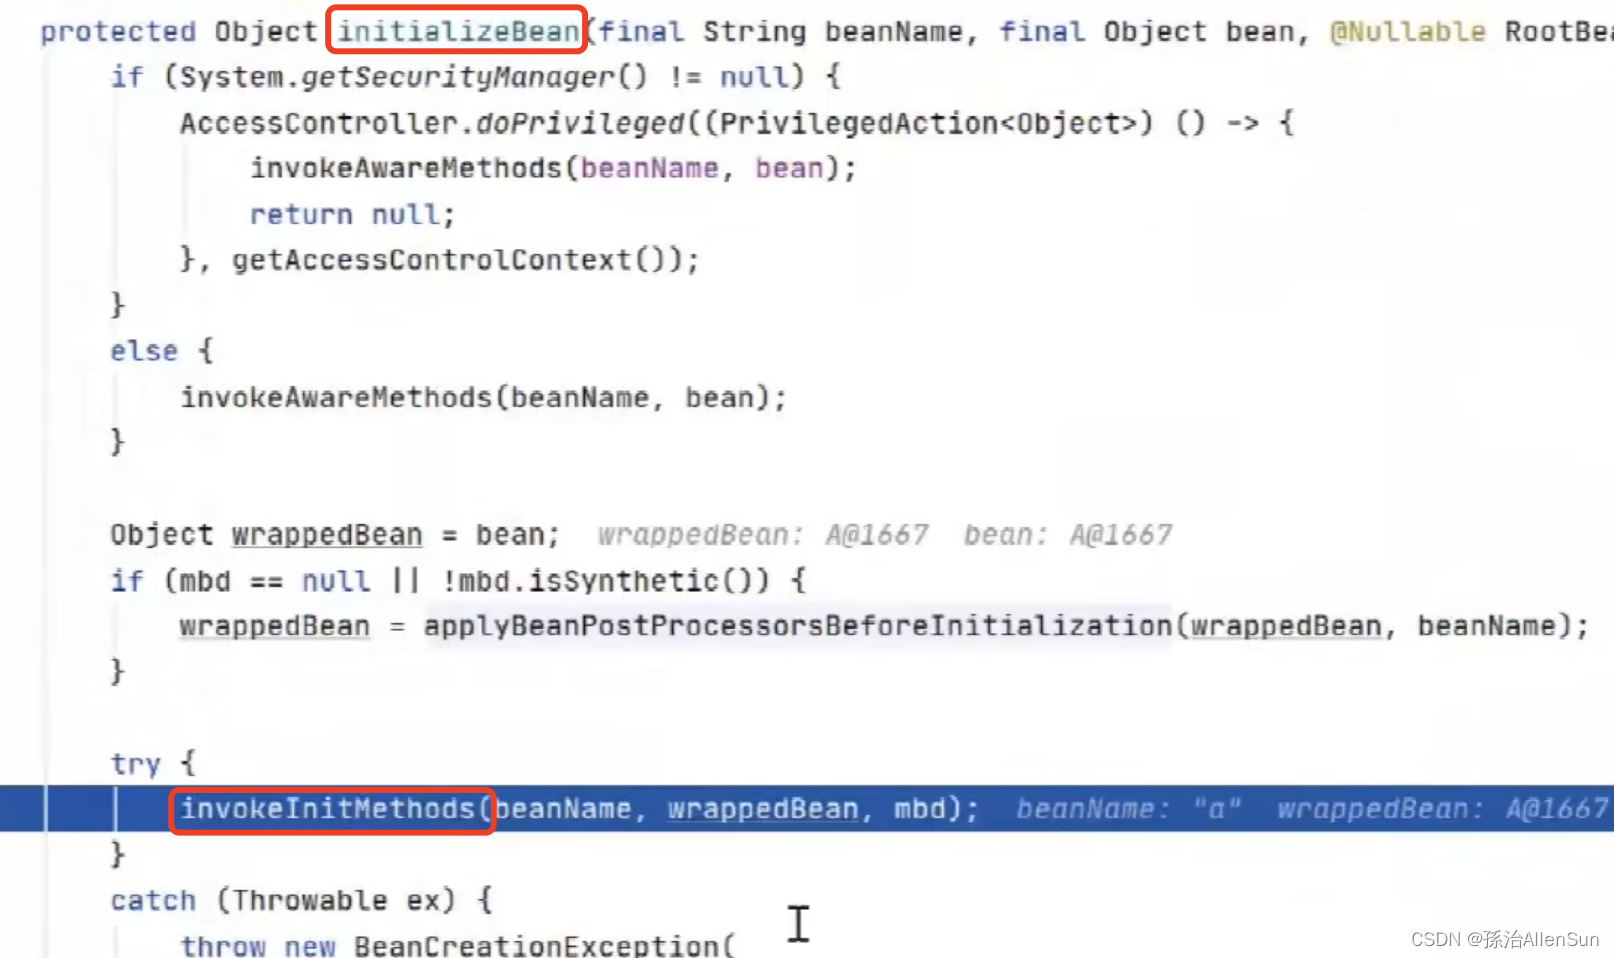 protected Object initializeBean(final String beanName, final Object bean, @Nullable RootBea
if (System.getSecurityManager() != null) {
AccessController.doPrivileged((PrivilegedAction<Object>) () -> {
invokeAwareMethods(beanName, bean);
return null;
}, getAccessControlContext());
}
else {
invokeAwareMethods(beanName, bean);
}
Object wrappedBean = bean; wrappedBean: A@1667 bean: A@1667
if (mbd == null || !mbd.isSynthetic()) {
wrappedBean = applyBeanPostProcessorsBeforeInitialization(wrappedBean, beanName);
}
try {
invokeInitMethods(beanName, wrappedBean, mbd); beanName: "a" wrappedBean: A@1667
}
catch (Throwable ex) {
throw new BeanCreationException(
CSDN @孫治AllenSun